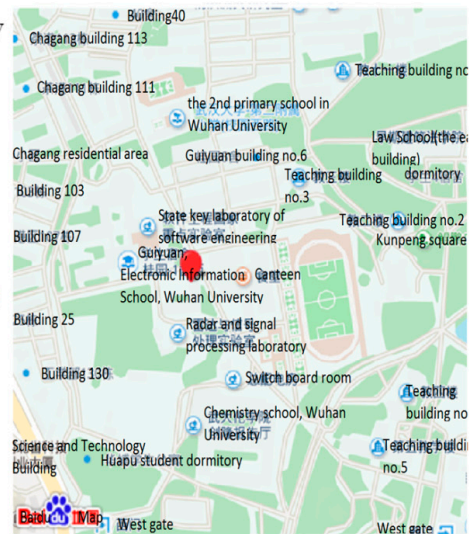 Building40
Chagang building 113
Teaching building no
Chagang building 111
the 2nd primary school in
Wuhan University
Law School(the ea
building)
Chagang residential area
Guiyuan building no.6
Teaching building
no.3
dormitory
Building 103
State key laboratory of
software engineering
Teaching building no.2
Kunpeng square
Building 107
Guiyuan,
Electronic Information
School, Wuhan University
Canteen
Building 25
Radar and signal
processing laboratory
Building 130
Switch board room
Teaching
building no
Chemistry school, Wuhan
University
Science and Technology
Building
Huapu student dormitory
Teaching buildi
no.5
Baidu Map
West gate
West gate